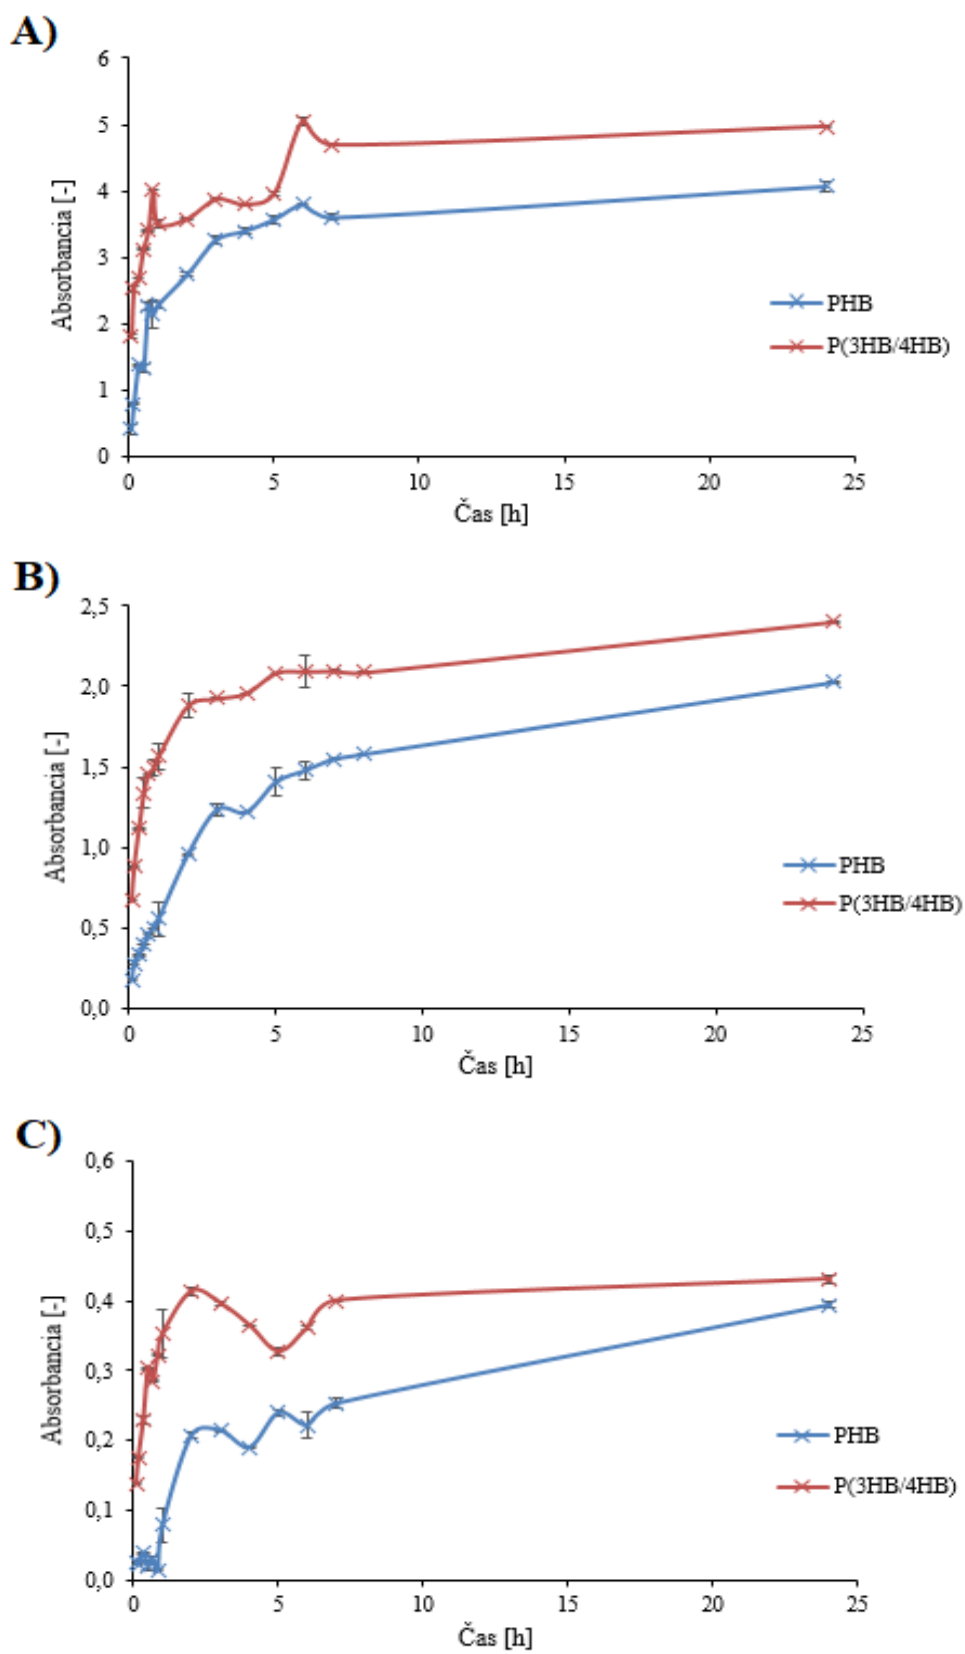 A)
6
5
4
3
2
1
0
Absorbancia [-]
PHB
P(3HB/4HB)
0 5 10 15 20 25
Čas [h]
B)
2,5
2,0
1,5
1,0
0,5
0,0
Absorbancia [-]
PHB
P(3HB/4HB)
0 5 10 15 20 25
Čas [h]
C)
0,6
0,5
0,4
0,3
0,2
0,1
0,0
Absorbancia [-]
PHB
P(3HB/4HB)
0 5 10 15 20 25
Čas [h]